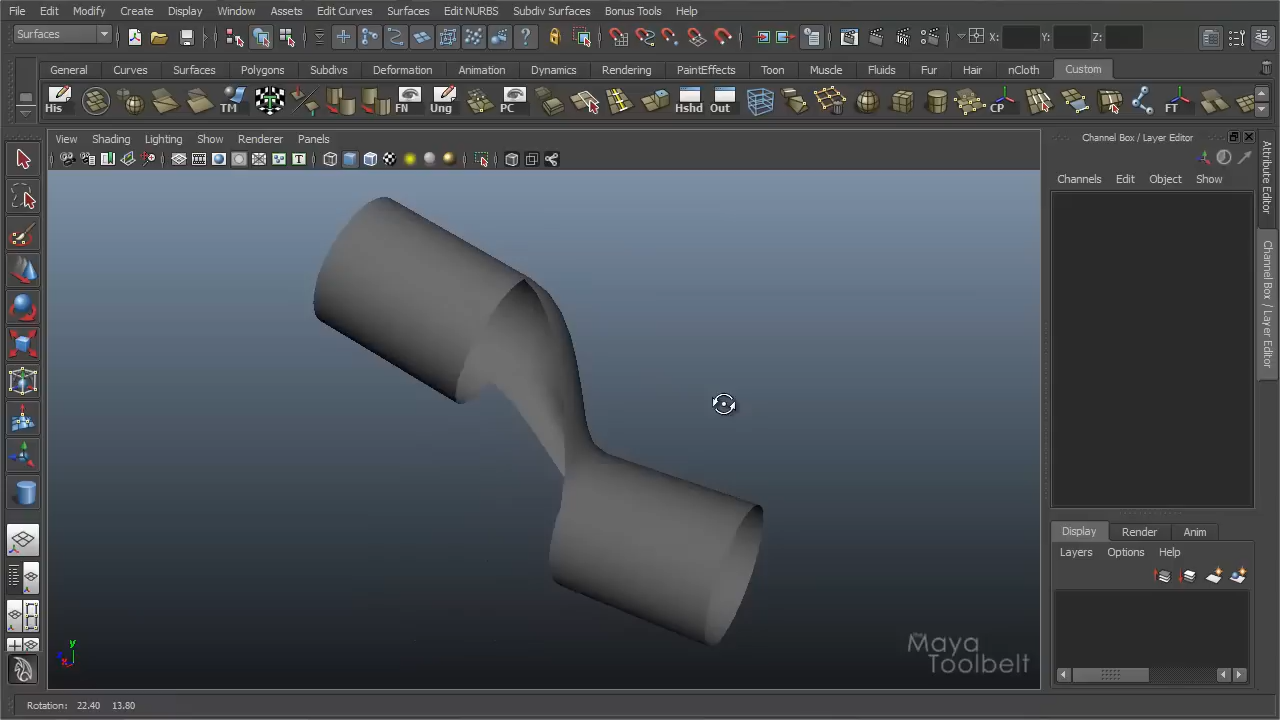 File Edit Modify Create Display Window Assets Edit Curves Surfaces Edit NURBS Subdiv Surfaces Bonus Tools Help
Surfaces X: Y: Z:
General Curves Surfaces Polygons Subdivs Deformation Animation Dynamics Rendering PaintEffects Toon Muscle Fluids Fur Hair nCloth Custom
His TM FN Ung PC Hshd Out CP FT
View Shading Lighting Show Renderer Panels
Channel Box / Layer Editor
Channels Edit Object Show
Attribute Editor
Channel Box / Layer Editor
Display Render Anim
Layers Options Help
y
x
The Maya
Toolbelt
Rotation: 22.40 13.80